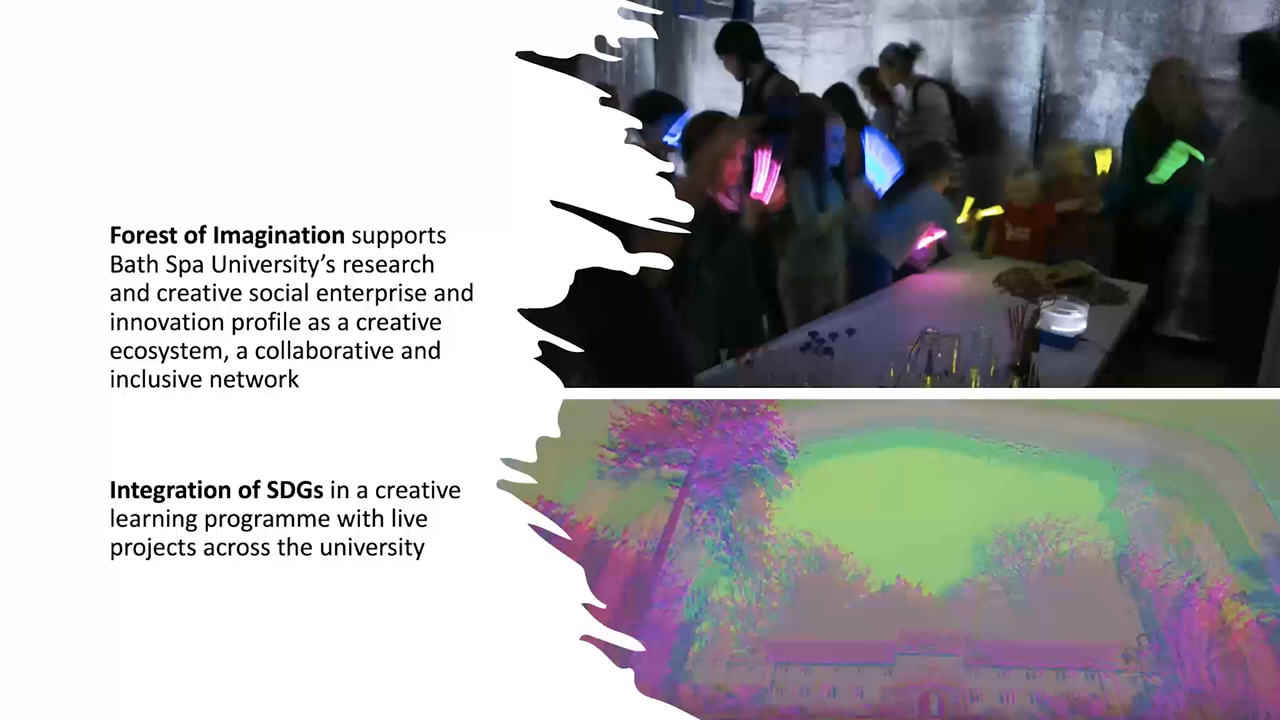 Forest of Imagination supports
Bath Spa University’s research
and creative social enterprise and
innovation profile as a creative
ecosystem, a collaborative and
inclusive network
Integration of SDGs in a creative
learning programme with live
projects across the university